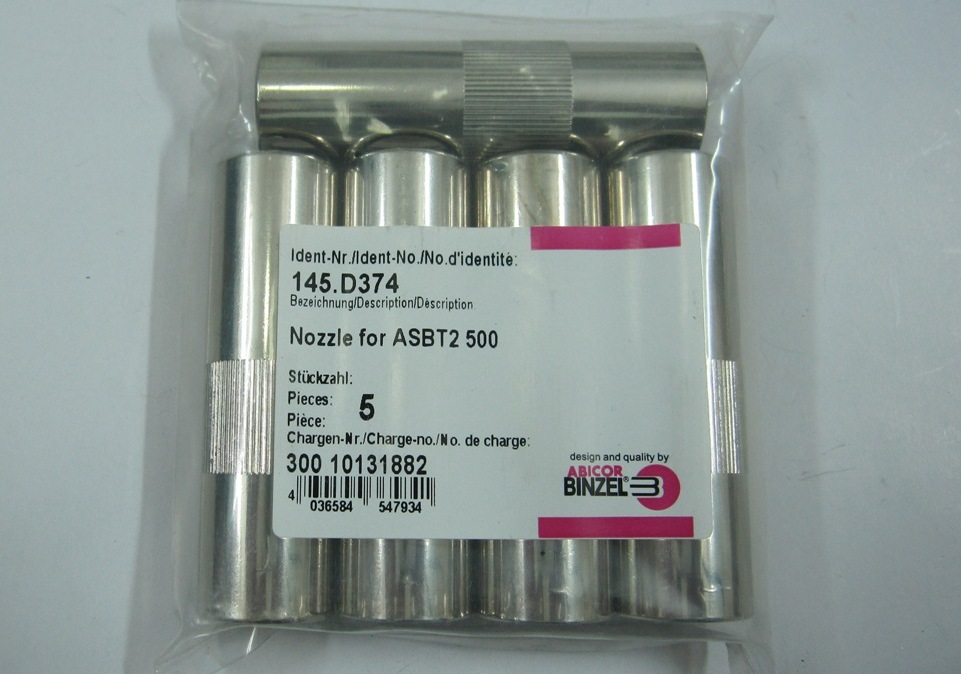 Ident-Nr./Ident-No./No.d'identité:
145.D374
Bezeichnung/Description/Déscription
Nozzle for ASBT2 500
Stückzahl:
Pieces: 5
Pièce:
Chargen-Nr./Charge-no./No. de charge:
300 10131882
4 036584 547934
design and quality by
ABICOR
BINZEL®